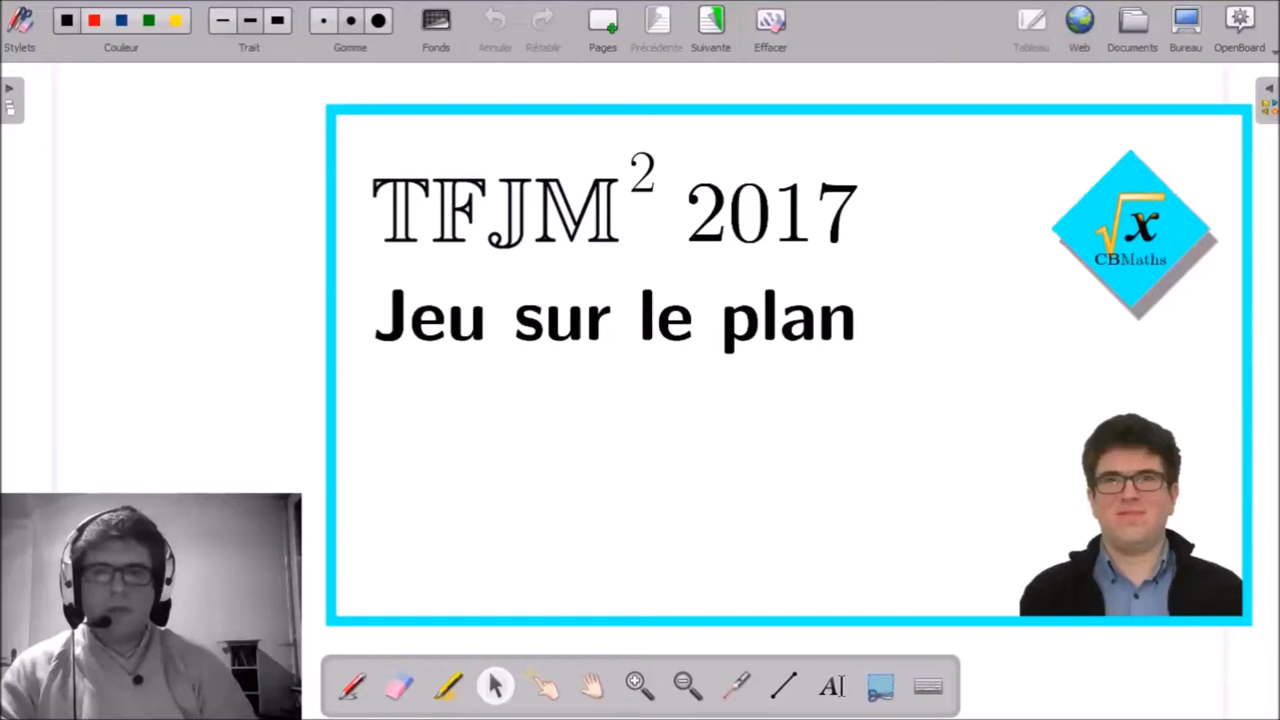 Stylets
Couleur
Trait
Gomme
Fonds
Annuler
Rétablir
Pages
Précédente
Suivante
Effacer
Tableau
Web
Documents
Bureau
OpenBoard
TFJM² 2017
Jeu sur le plan
√x
CBMaths
AI